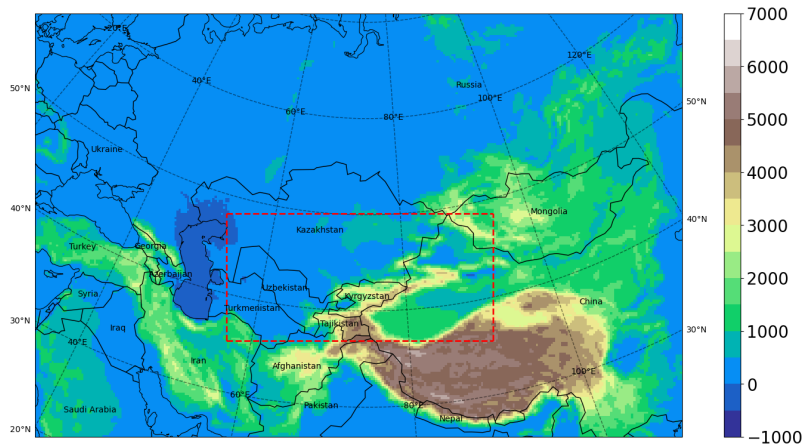 20°E
120°E
7000
40°E
Russia
50°N
100°E
50°N
60°E
80°E
6000
Ukraine
5000
4000
40°N
Mongolia
40°N
Kazakhstan
Turkey
Georgia
3000
Azerbaijan
Uzbekistan
Syria
Kyrgyzstan
China
2000
Turkmenistan
30°N
Iraq
Tajikistan
30°N
40°E
1000
Iran
Afghanistan
100°E
60°E
0
Saudi Arabia
Pakistan
80°E
Nepal
20°N
−1000